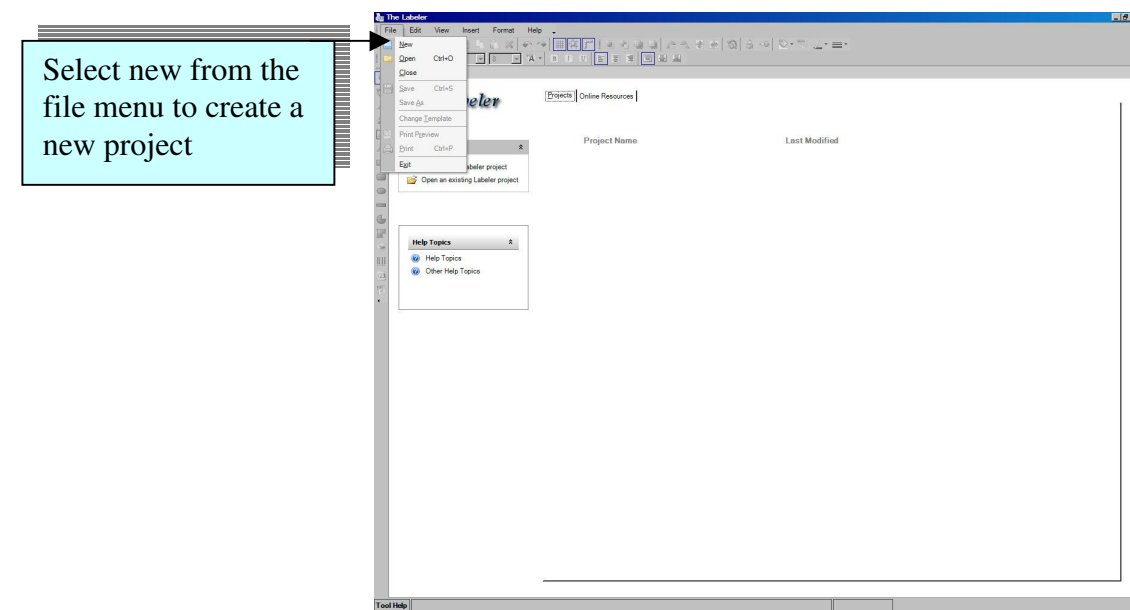 The Labeler
File Edit View Insert Format Help
Select new from the
file menu to create a
new project
New
Open Ctrl+O
Close
Save Ctrl+S
Save As
Change Template
Print Preview
Print Ctrl+P
Exit
eler
Projects Online Resources
Project Name Last Modified
abeler project
Open an existing Labeler project
Help Topics
Help Topics
Other Help Topics
Tool Help